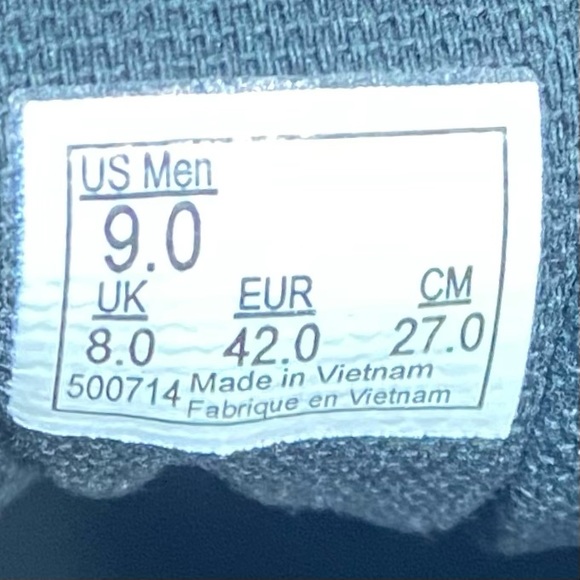 US Men
9.0
UK EUR CM
8.0 42.0 27.0
500714 Made in Vietnam
Fabrique en Vietnam